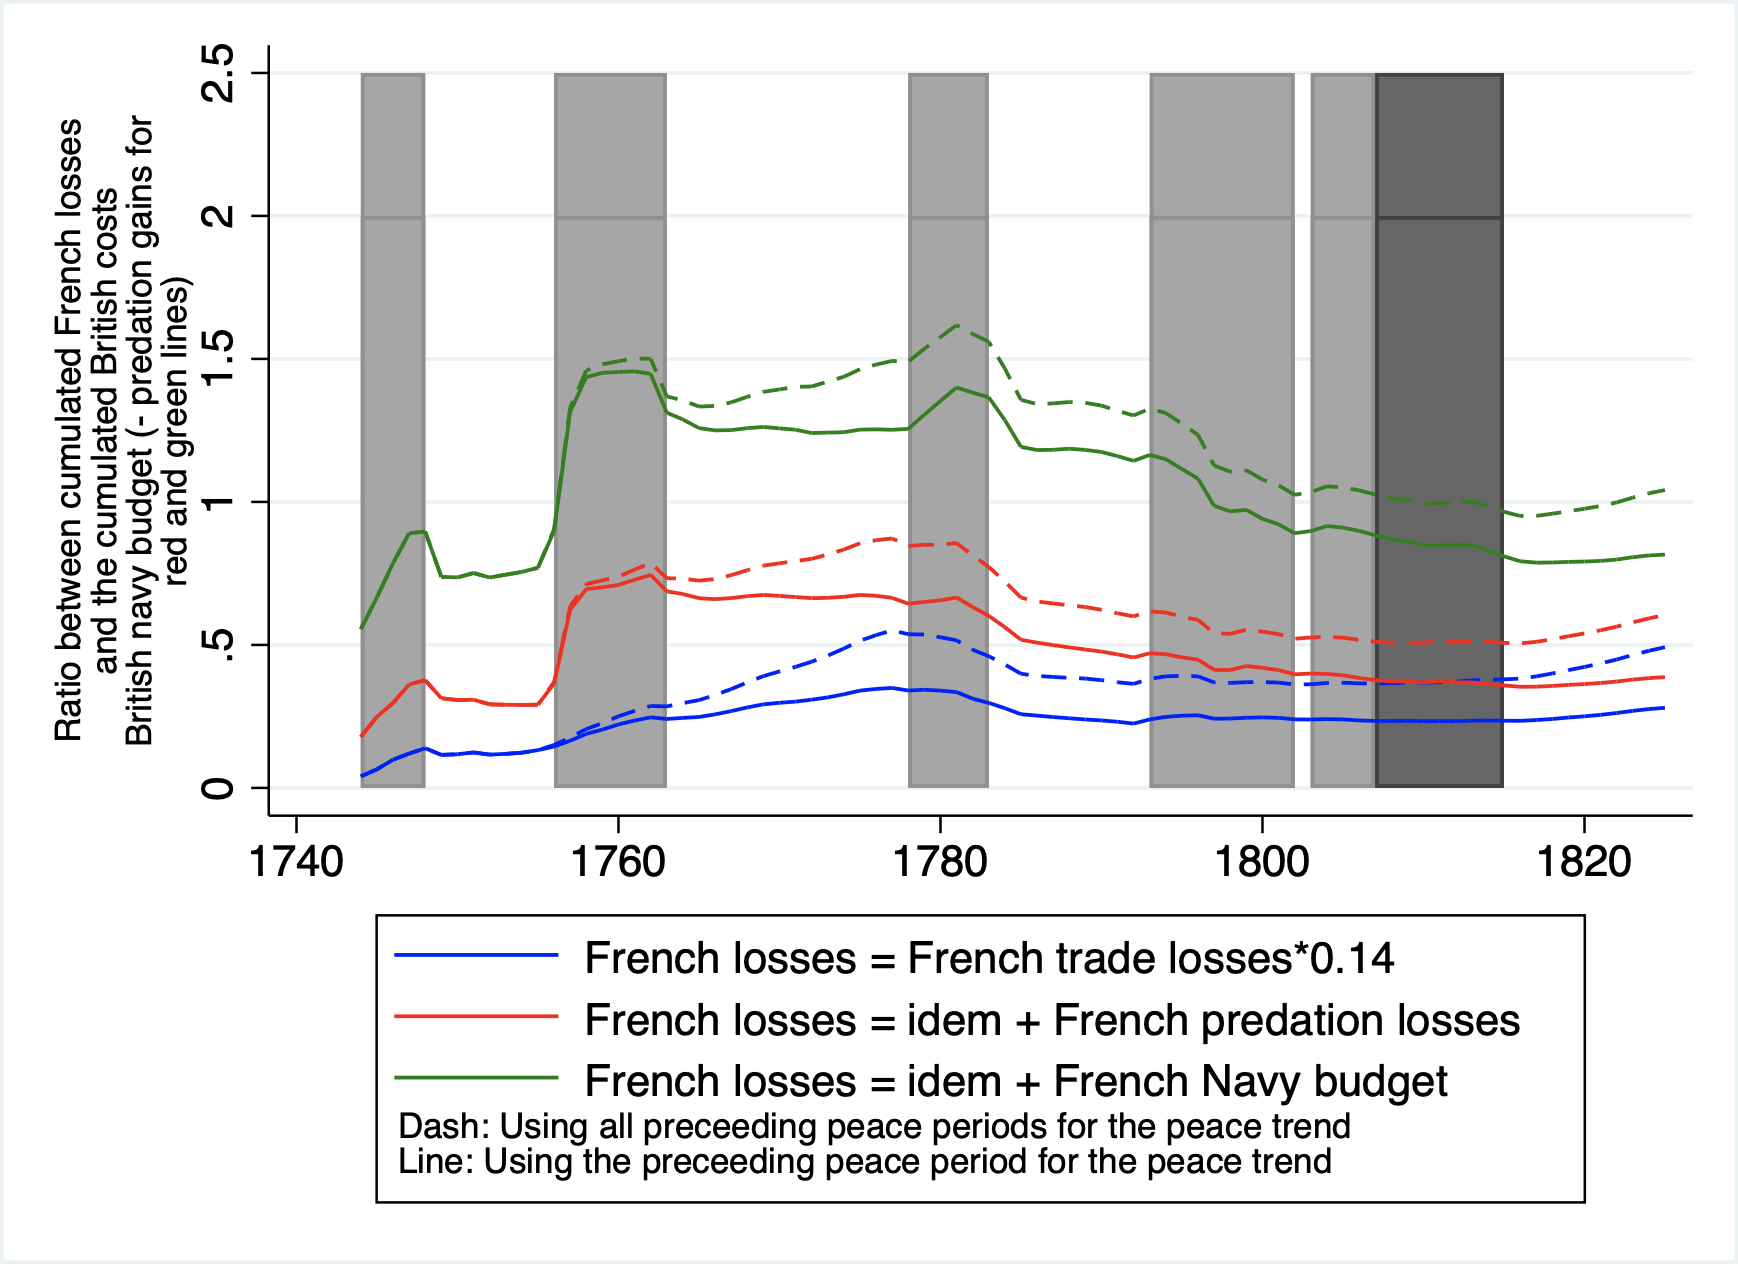 Ratio between cumulated French losses
and the cumulated British costs
British navy budget (- predation gains for
red and green lines)
2.5
2
1.5
1
.5
0
1740 1760 1780 1800 1820
French losses = French trade losses*0.14
French losses = idem + French predation losses
French losses = idem + French Navy budget
Dash: Using all preceeding peace periods for the peace trend
Line: Using the preceeding peace period for the peace trend